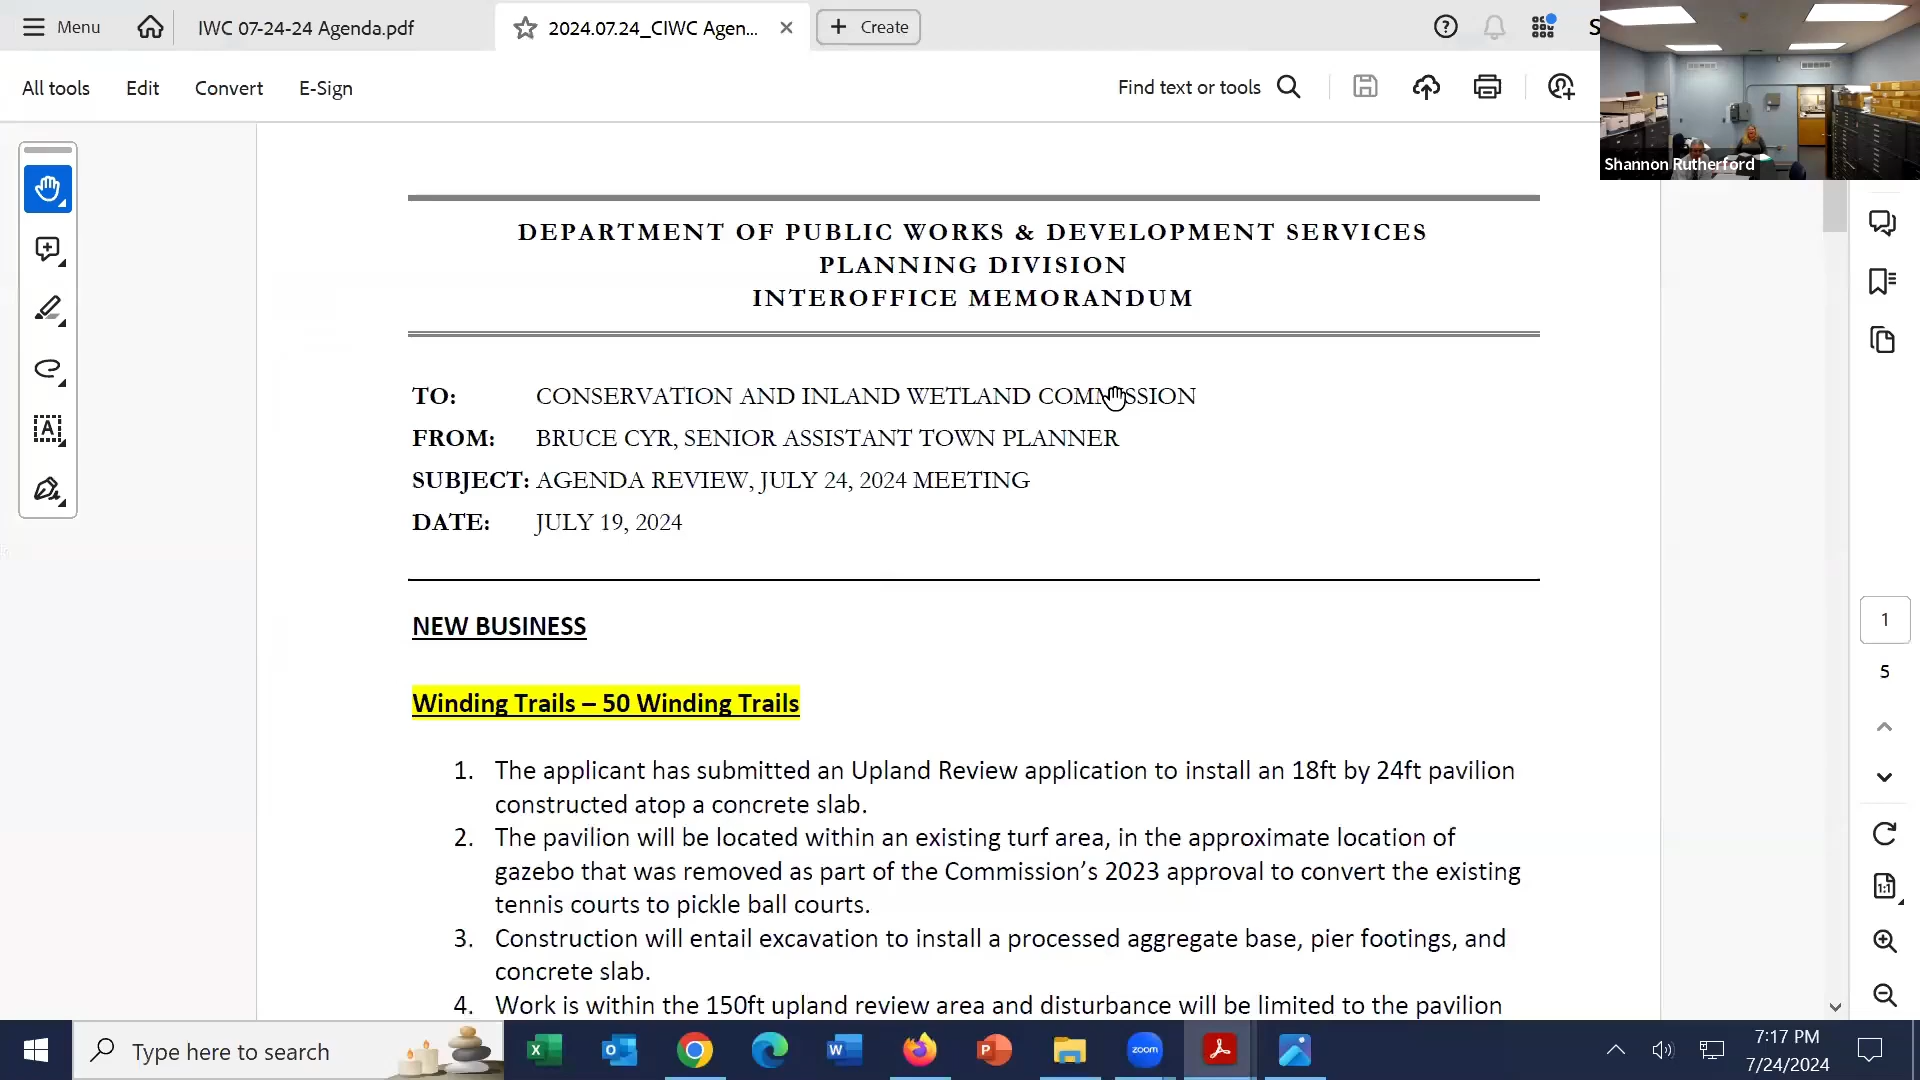 Menu
IWC 07-24-24 Agenda.pdf
2024.07.24_CIWC Agen...
Create
S
All tools
Edit
Convert
E-Sign
Find text or tools
Shannon Rutherford
DEPARTMENT OF PUBLIC WORKS & DEVELOPMENT SERVICES
PLANNING DIVISION
INTEROFFICE MEMORANDUM
TO: CONSERVATION AND INLAND WETLAND COMMISSION
FROM: BRUCE CYR, SENIOR ASSISTANT TOWN PLANNER
SUBJECT: AGENDA REVIEW, JULY 24, 2024 MEETING
DATE: JULY 19, 2024
NEW BUSINESS
Winding Trails – 50 Winding Trails
1. The applicant has submitted an Upland Review application to install an 18ft by 24ft pavilion
constructed atop a concrete slab.
2. The pavilion will be located within an existing turf area, in the approximate location of
gazebo that was removed as part of the Commission's 2023 approval to convert the existing
tennis courts to pickle ball courts.
3. Construction will entail excavation to install a processed aggregate base, pier footings, and
concrete slab.
4. Work is within the 150ft upland review area and disturbance will be limited to the pavilion
1
5
Type here to search
zoom
7:17 PM
7/24/2024